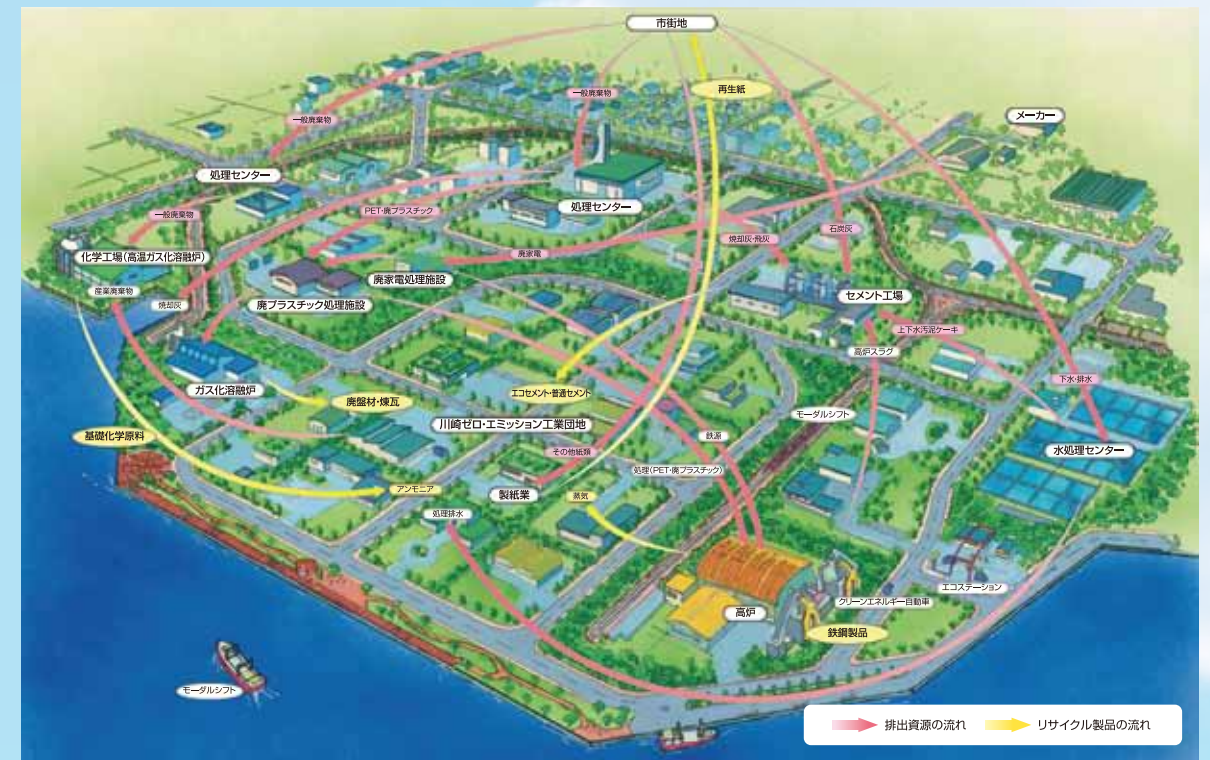 市街地
再生紙
一般廃棄物
メーカー
一般廃棄物
処理センター
処理センター
PET・廃プラスチック
一般廃棄物
石炭灰
焼却灰・飛灰
廃家電
化学工場(高温ガス化溶融炉)
廃家電処理施設
産業廃棄物
焼却灰
廃プラスチック処理施設
セメント工場
上下水汚泥ケーキ
高炉スラグ
下水・排水
ガス化溶融炉
エコセメント・普通セメント
廃盤材・煉瓦
モーダルシフト
川崎ゼロ・エミッション工業団地
基礎化学原料
鉄源
その他紙類
水処理センター
処理(PET・廃プラスチック)
アンモニア
製紙業
蒸気
処理排水
エコステーション
クリーンエネルギー自動車
高炉
鉄鋼製品
モーダルシフト
排出資源の流れ
リサイクル製品の流れ